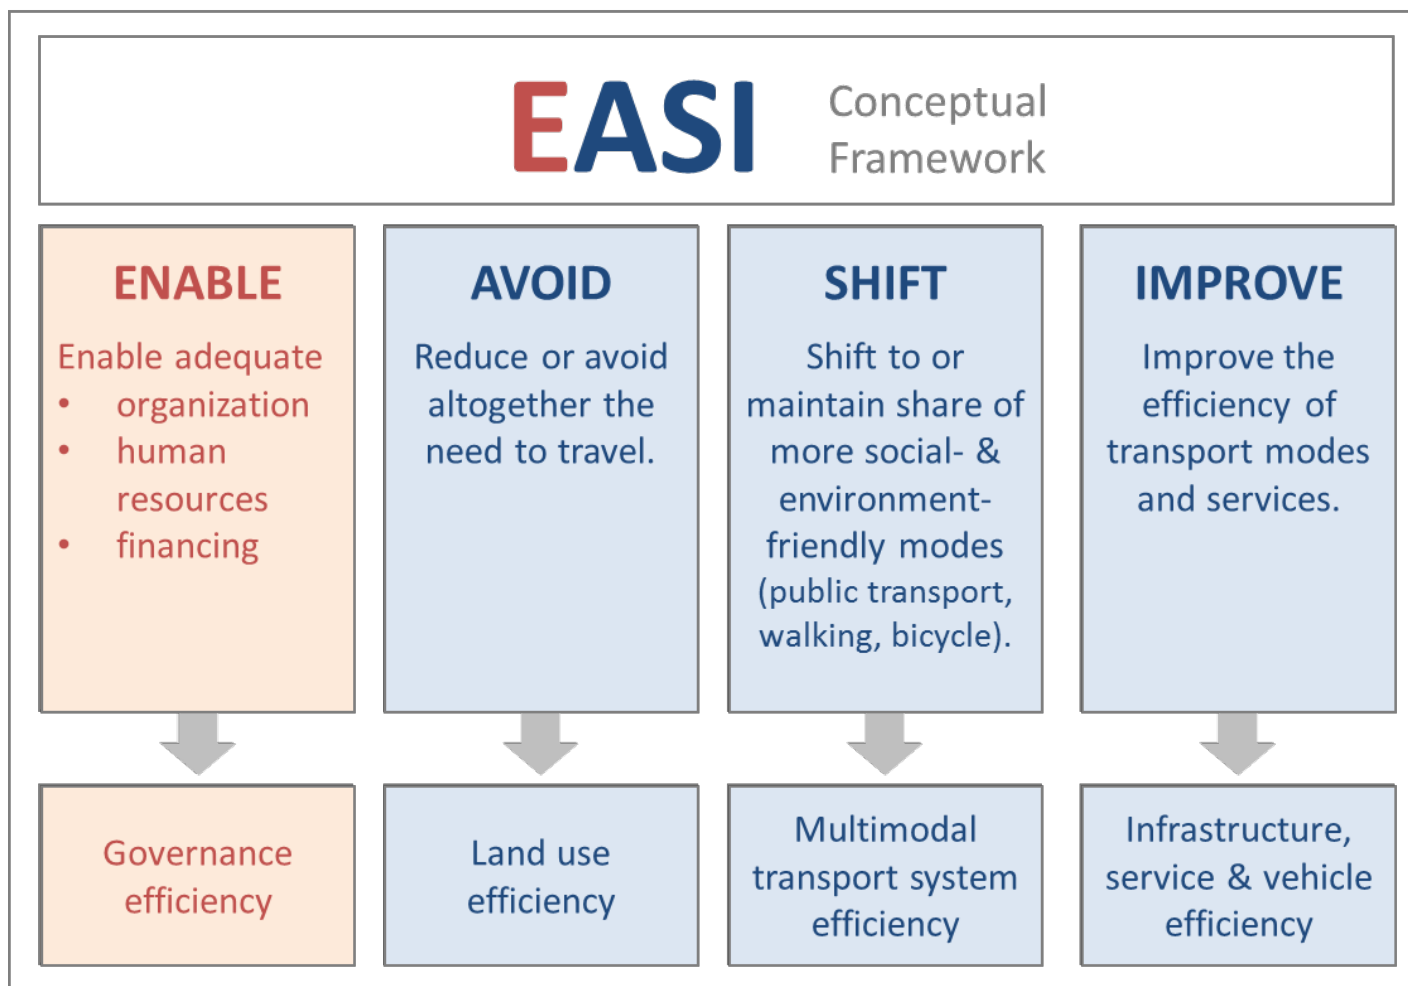 EASI
Conceptual
Framework
ENABLE
Enable adequate
• organization
• human
resources
• financing
Governance
efficiency
AVOID
Reduce or avoid
altogether the
need to travel.
Land use
efficiency
SHIFT
Shift to or
maintain share of
more social- &
environment-
friendly modes
(public transport,
walking, bicycle).
Multimodal
transport system
efficiency
IMPROVE
Improve the
efficiency of
transport modes
and services.
Infrastructure,
service & vehicle
efficiency